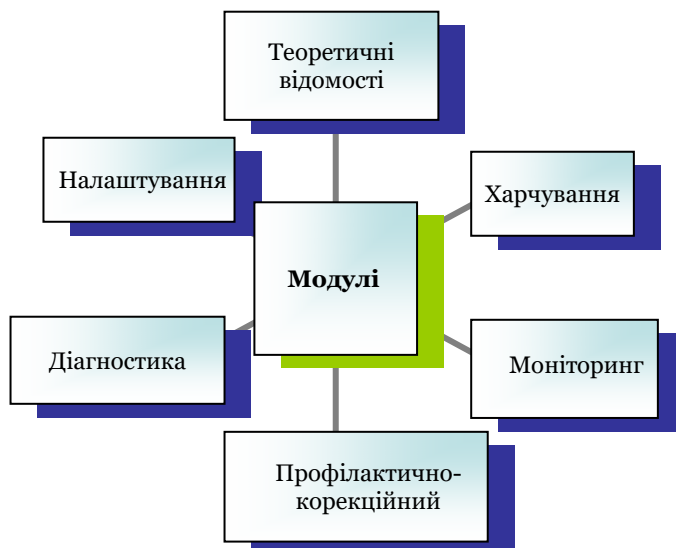 Теоретичні
відомості
Налаштування
Харчування
Модулі
Діагностика
Моніторинг
Профілактично-
корекційний